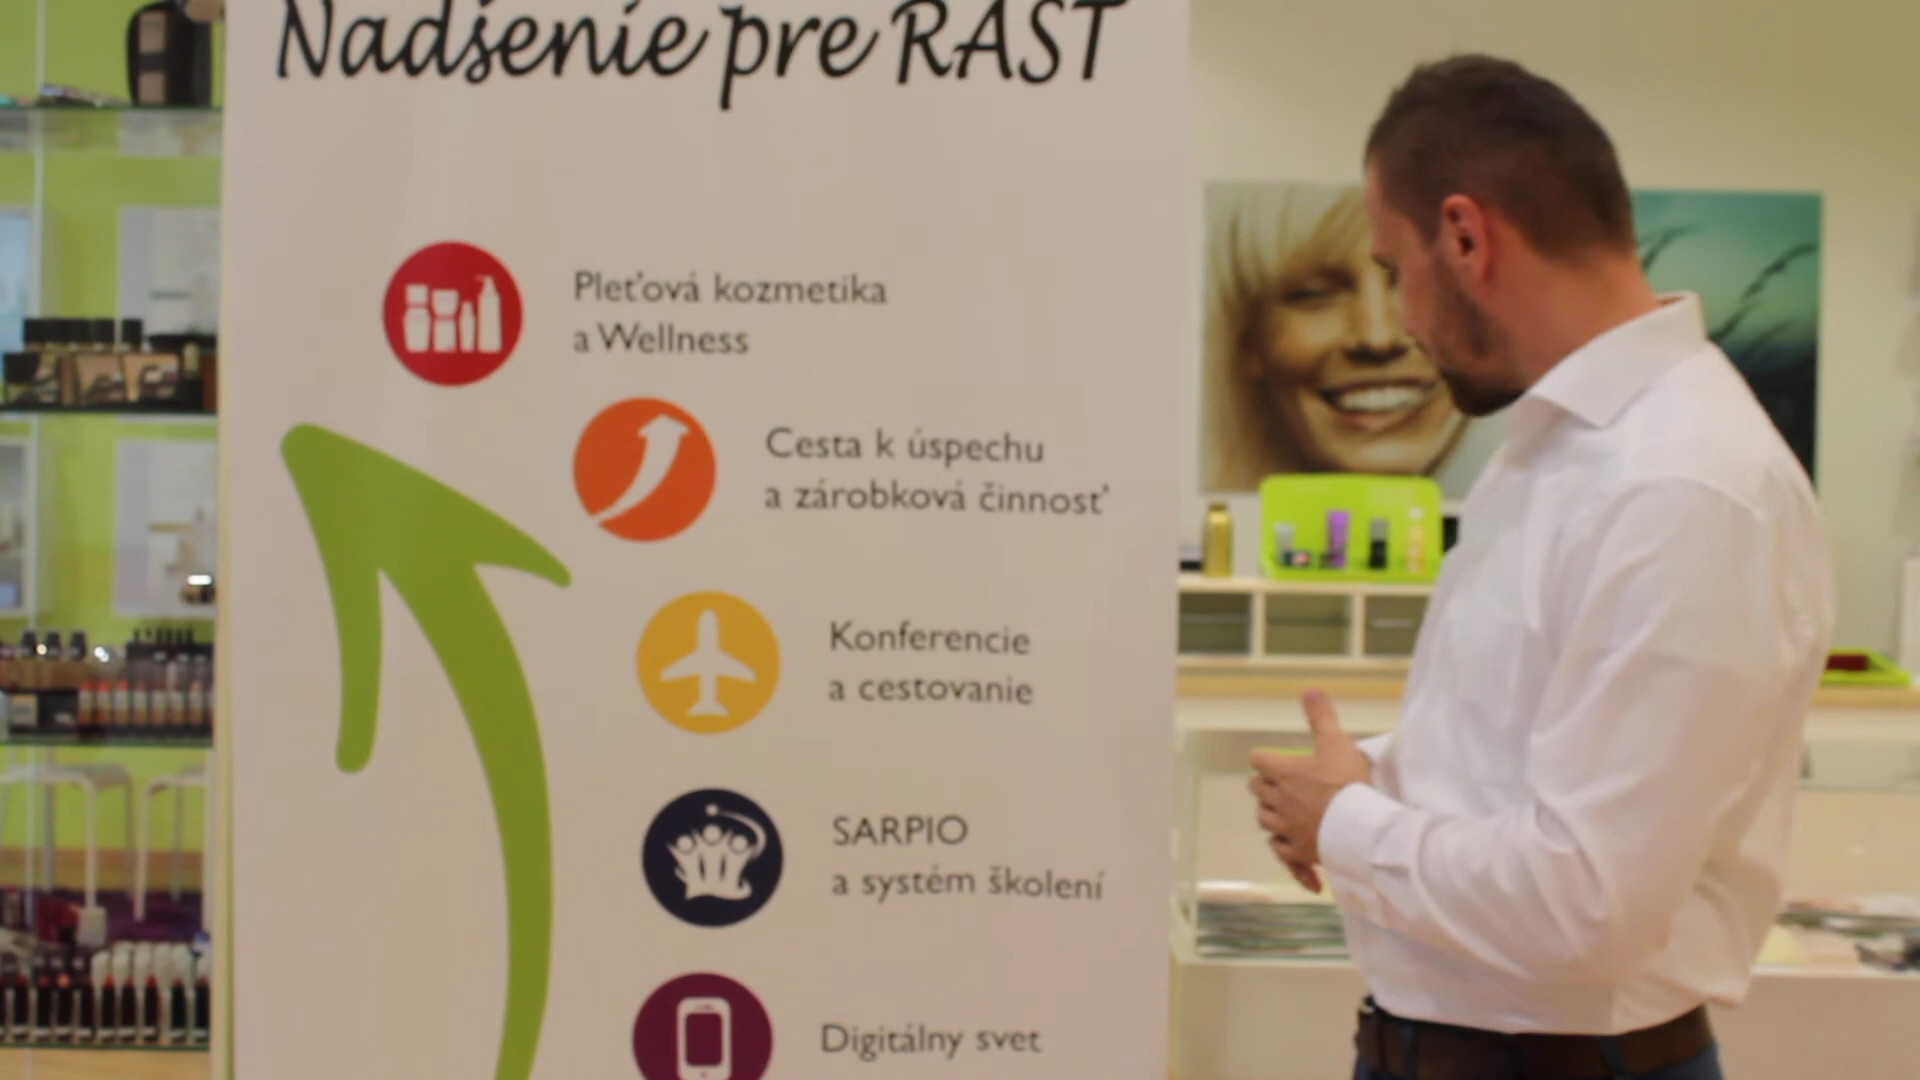 Nadšenie pre RAST
Pleťová kozmetika
a Wellness
Cesta k úspechu
a zárobková činnosť
Konferencie
a cestovanie
SARPIO
a systém školení
Digitálny svet